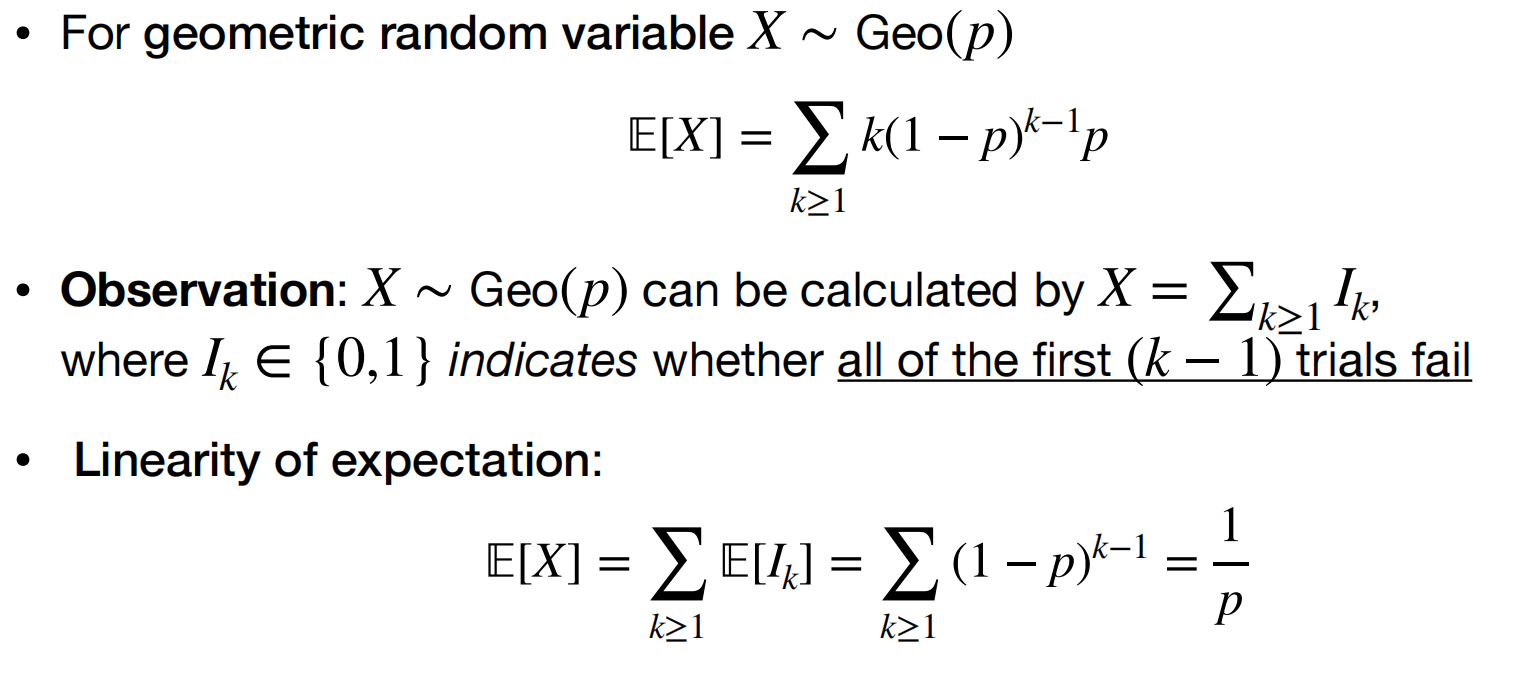 • For geometric random variable X ∼ Geo(p)
𝔼[X] = ∑_{k≥1} k(1 − p)^{k−1}p
• Observation: X ∼ Geo(p) can be calculated by X = ∑_{k≥1} I_k,
where I_k ∈ {0,1} indicates whether all of the first (k − 1) trials fail
• Linearity of expectation:
𝔼[X] = ∑_{k≥1} 𝔼[I_k] = ∑_{k≥1} (1 − p)^{k−1} = 1/p